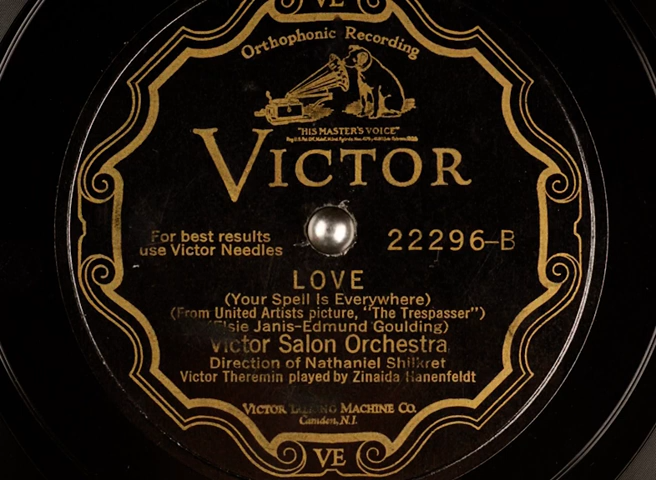 VE
Orthophonic Recording
"HIS MASTER'S VOICE"
VICTOR
For best results
use Victor Needles
22296-B
LOVE
(Your Spell Is Everywhere)
(From United Artists picture, "The Trespasser")
(Elsie Janis-Edmund Goulding)
Victor Salon Orchestra
Direction of Nathaniel Shilkret
Victor Theremin played by Zinaida Hanenfeldt
VICTOR TALKING MACHINE CO.
Camden, N.J.
VE